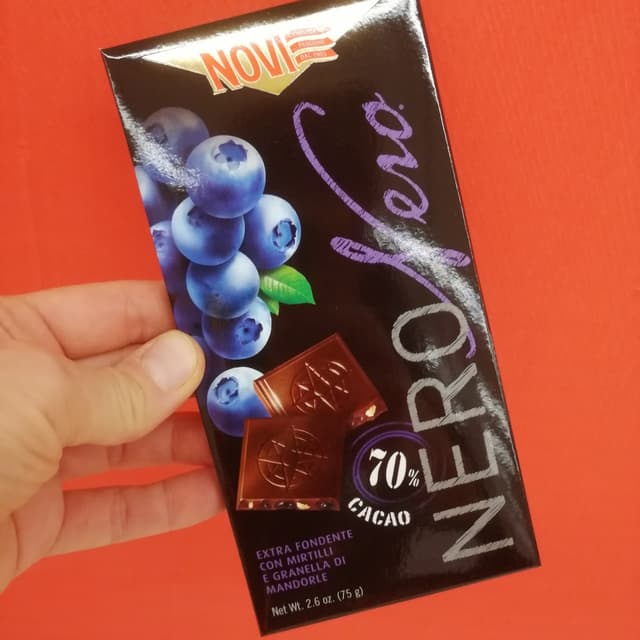 NOVI
Nero
NERO
70%
CACAO
EXTRA FONDENTE
CON MIRTILLI
E GRANELLA DI
MANDORLE
Net Wt. 2.6 oz. (75 g)